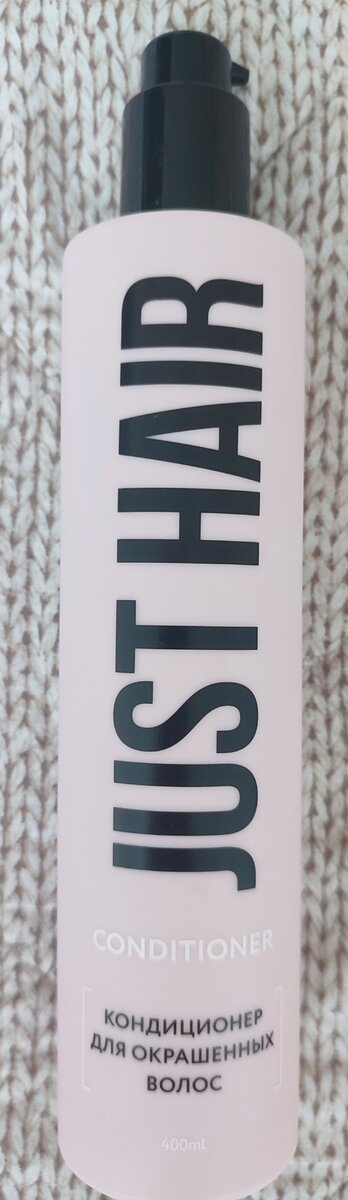 JUST HAIR
CONDITIONER
КОНДИЦИОНЕР
ДЛЯ ОКРАШЕННЫХ
ВОЛОС
400ml